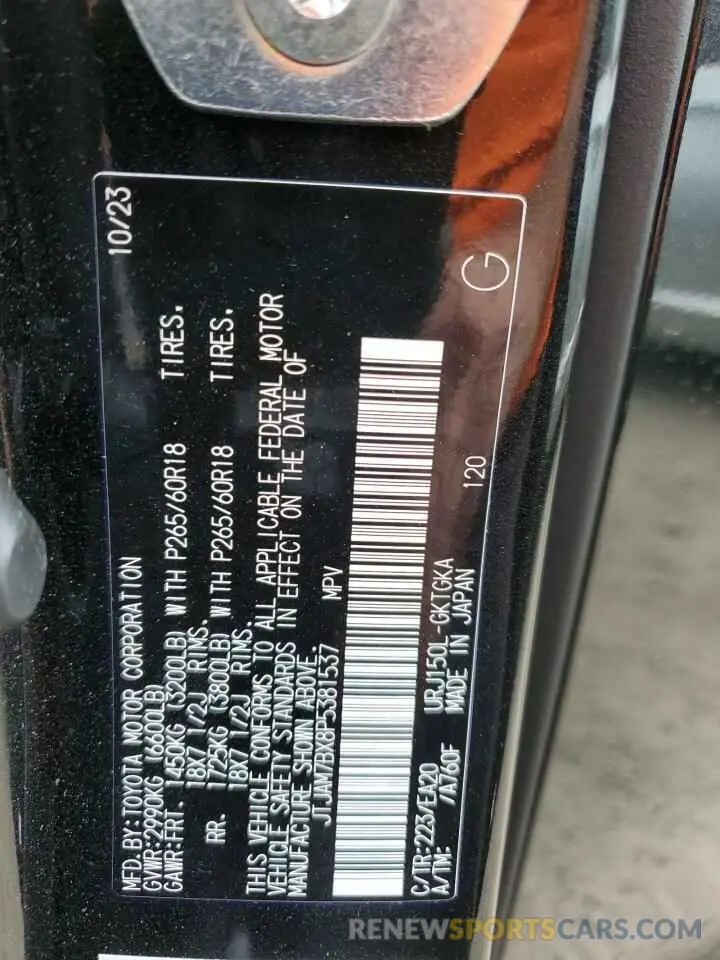 MFD. BY: TOYOTA MOTOR CORPORATION 10/23
GVWR: 2990KG (6600LB)
GAWR: FRT. 1450KG (3200LB) WITH P265/60R18 TIRES.
18X7 1/2J RIMS.
RR. 1725KG (3800LB) WITH P265/60R18 TIRES.
18X7 1/2J RIMS.
THIS VEHICLE CONFORMS TO ALL APPLICABLE FEDERAL MOTOR
VEHICLE SAFETY STANDARDS IN EFFECT ON THE DATE OF
MANUFACTURE SHOWN ABOVE.
JTJAM7BX8P5381537 MPV
C/TR: 223/EA20 URJ150L-GKTGKA
A/TM: /A760F MADE IN JAPAN
120
G
RENEWSPORTSCARS.COM